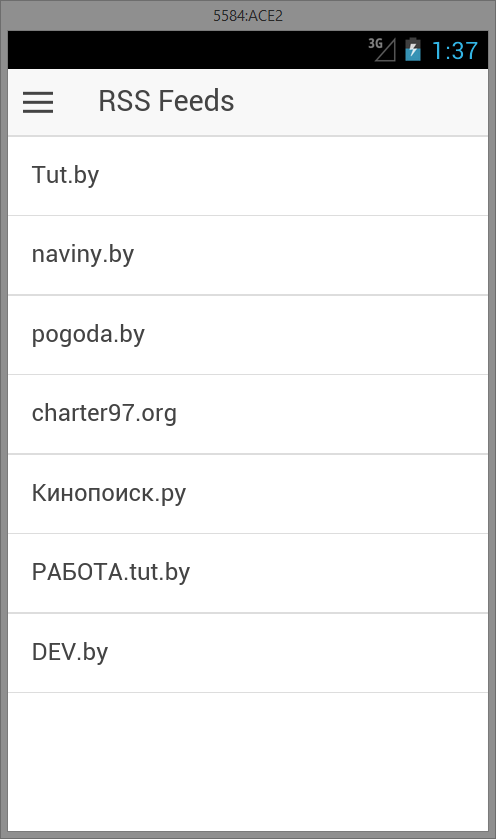 5584:ACE2
3G 1:37
RSS Feeds
Tut.by
naviny.by
pogoda.by
charter97.org
Кинопоиск.ру
РАБОТА.tut.by
DEV.by